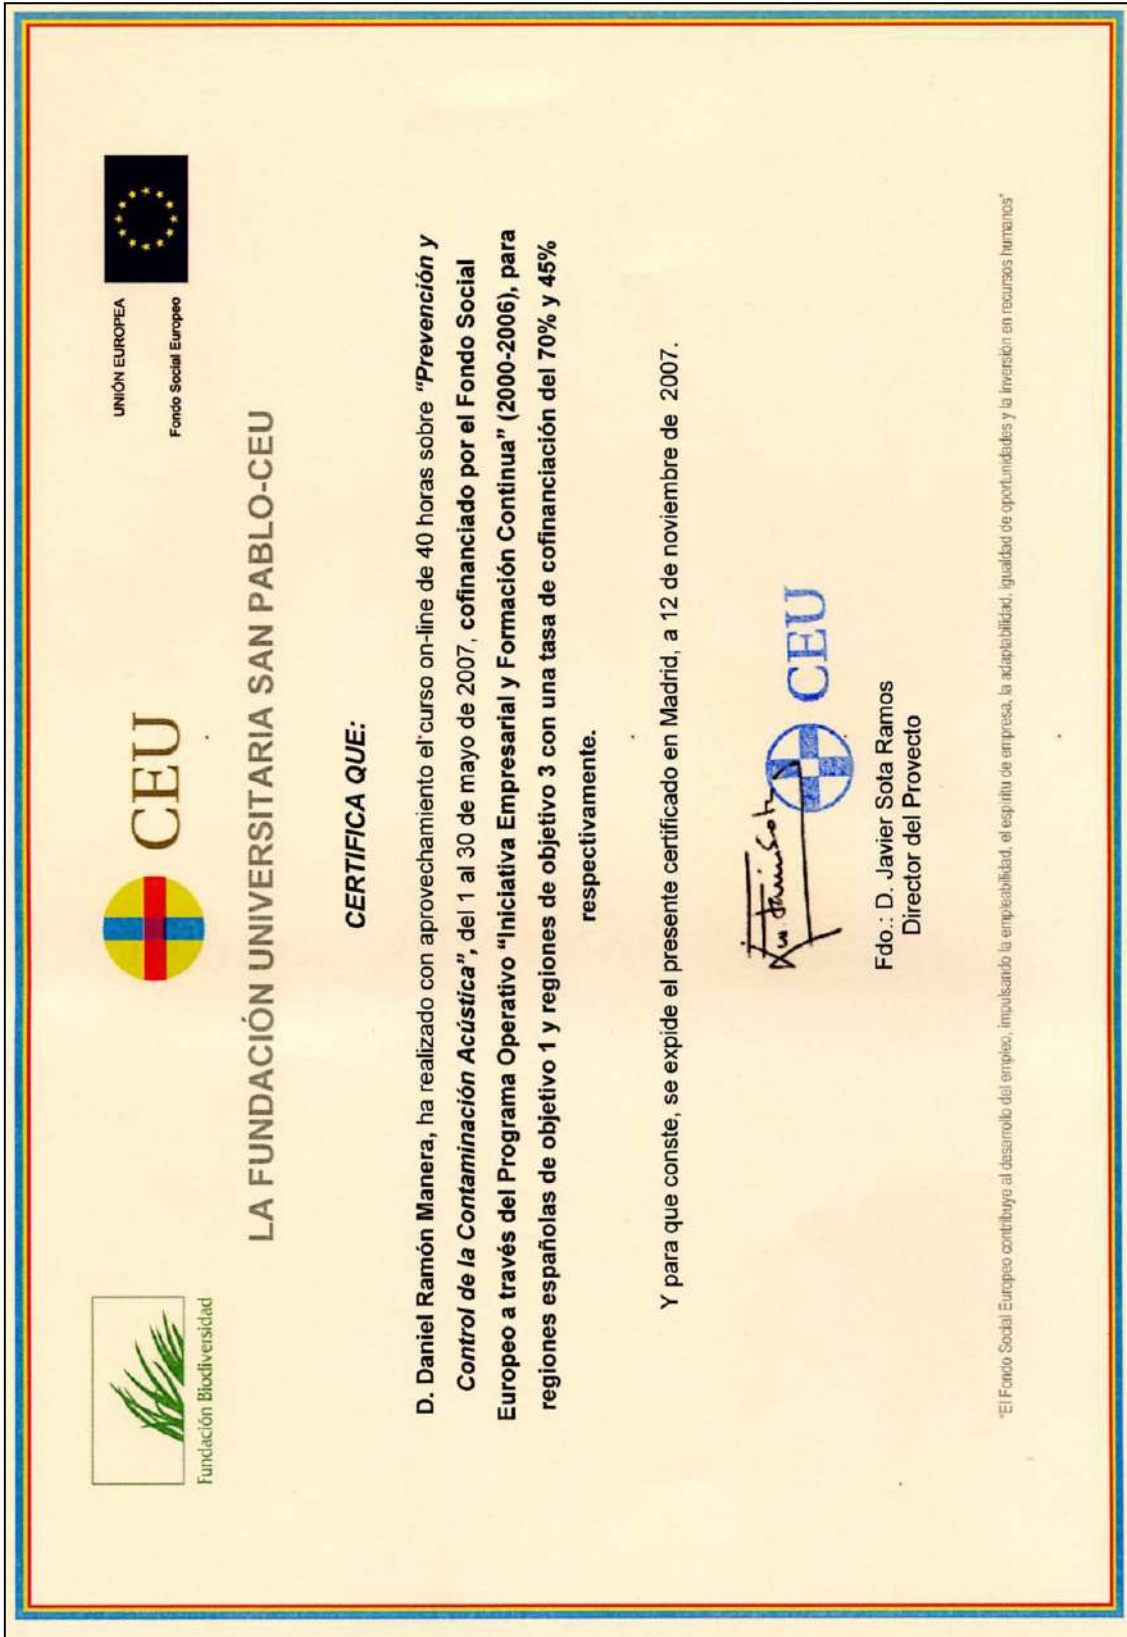 Fundación Biodiversidad
CEU
UNIÓN EUROPEA
Fondo Social Europeo
LA FUNDACIÓN UNIVERSITARIA SAN PABLO-CEU
CERTIFICA QUE:
D. Daniel Ramón Manera, ha realizado con aprovechamiento el curso on-line de 40 horas sobre "Prevención y
Control de la Contaminación Acústica", del 1 al 30 de mayo de 2007, cofinanciado por el Fondo Social
Europeo a través del Programa Operativo "Iniciativa Empresarial y Formación Continua" (2000-2006), para
regiones españolas de objetivo 1 y regiones de objetivo 3 con una tasa de cofinanciación del 70% y 45%
respectivamente.
Y para que conste, se expide el presente certificado en Madrid, a 12 de noviembre de 2007.
CEU
Fdo.: D. Javier Sota Ramos
Director del Proyecto
"El Fondo Social Europeo contribuye al desarrollo del empleo, impulsando la empleabilidad, el espíritu de empresa, la adaptabilidad, igualdad de oportunidades y la inversión en recursos humanos"